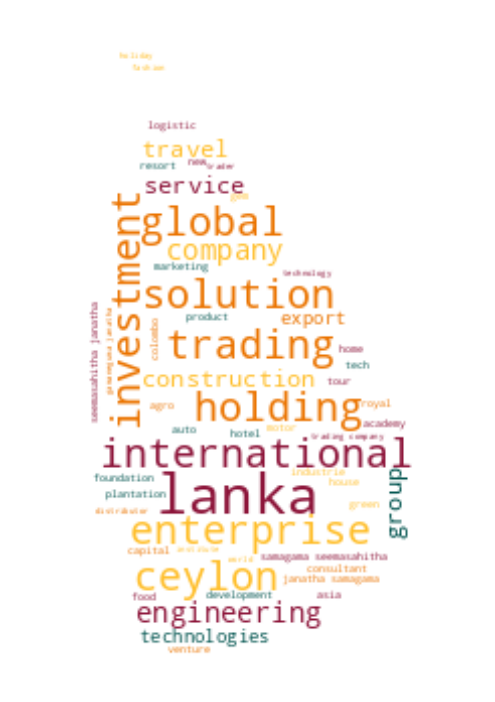 holiday
fashion
logistic
travel
new
resort
trader
service
gem
investment
global
company
marketing
technology
solution
seemasahitha janatha
product
export
colombo
trading
home
tech
construction
tour
holding
agro
royal
academy
auto
motor
hotel
trading company
international
industrie
foundation
house
lanka
plantation
green
distributor
group
enterprise
capital
institute
samagama seemasahitha
world
consultant
ceylon
janatha samagama
food
development
asia
engineering
technologies
venture